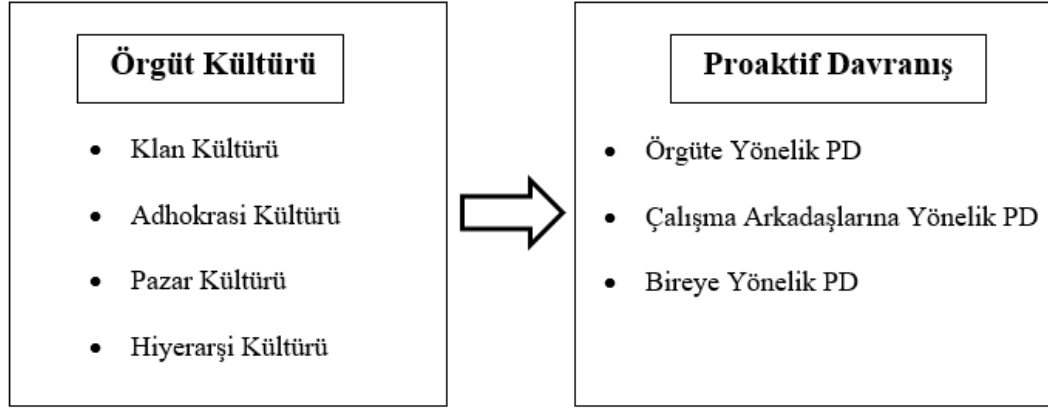 Örgüt Kültürü
• Klan Kültürü
• Adhokrasi Kültürü
• Pazar Kültürü
• Hiyerarşi Kültürü
Proaktif Davranış
• Örgüte Yönelik PD
• Çalışma Arkadaşlarına Yönelik PD
• Bireye Yönelik PD